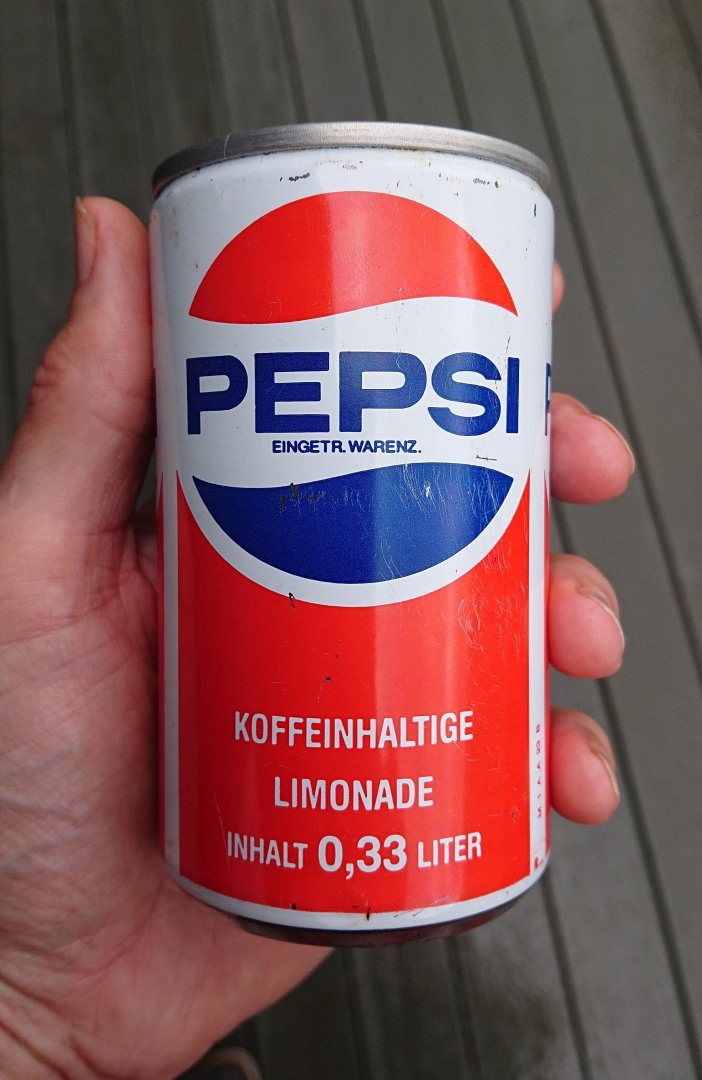 PEPSI
EINGETR. WARENZ.
KOFFEINHALTIGE
LIMONADE
INHALT 0,33 LITER